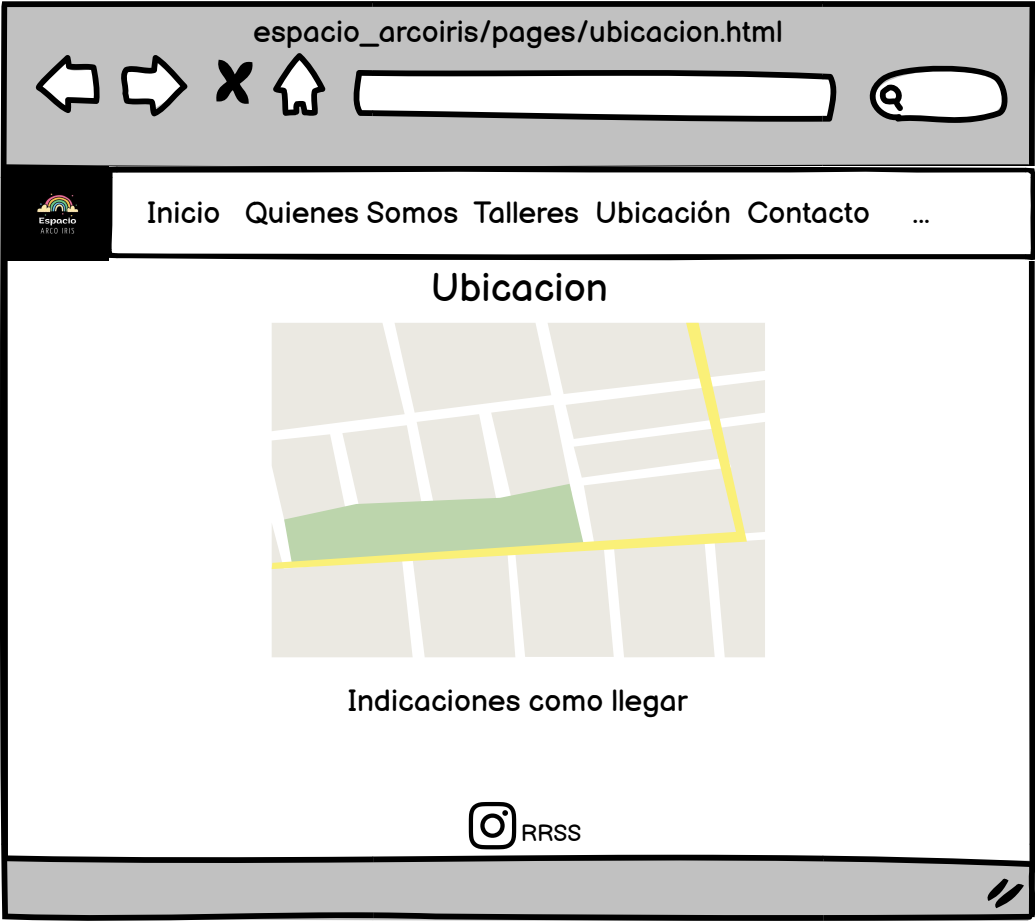 espacio_arcoiris/pages/ubicacion.html
Espacio
ARCO IRIS
Inicio Quienes Somos Talleres Ubicación Contacto ...
Ubicacion
Indicaciones como llegar
RRSS